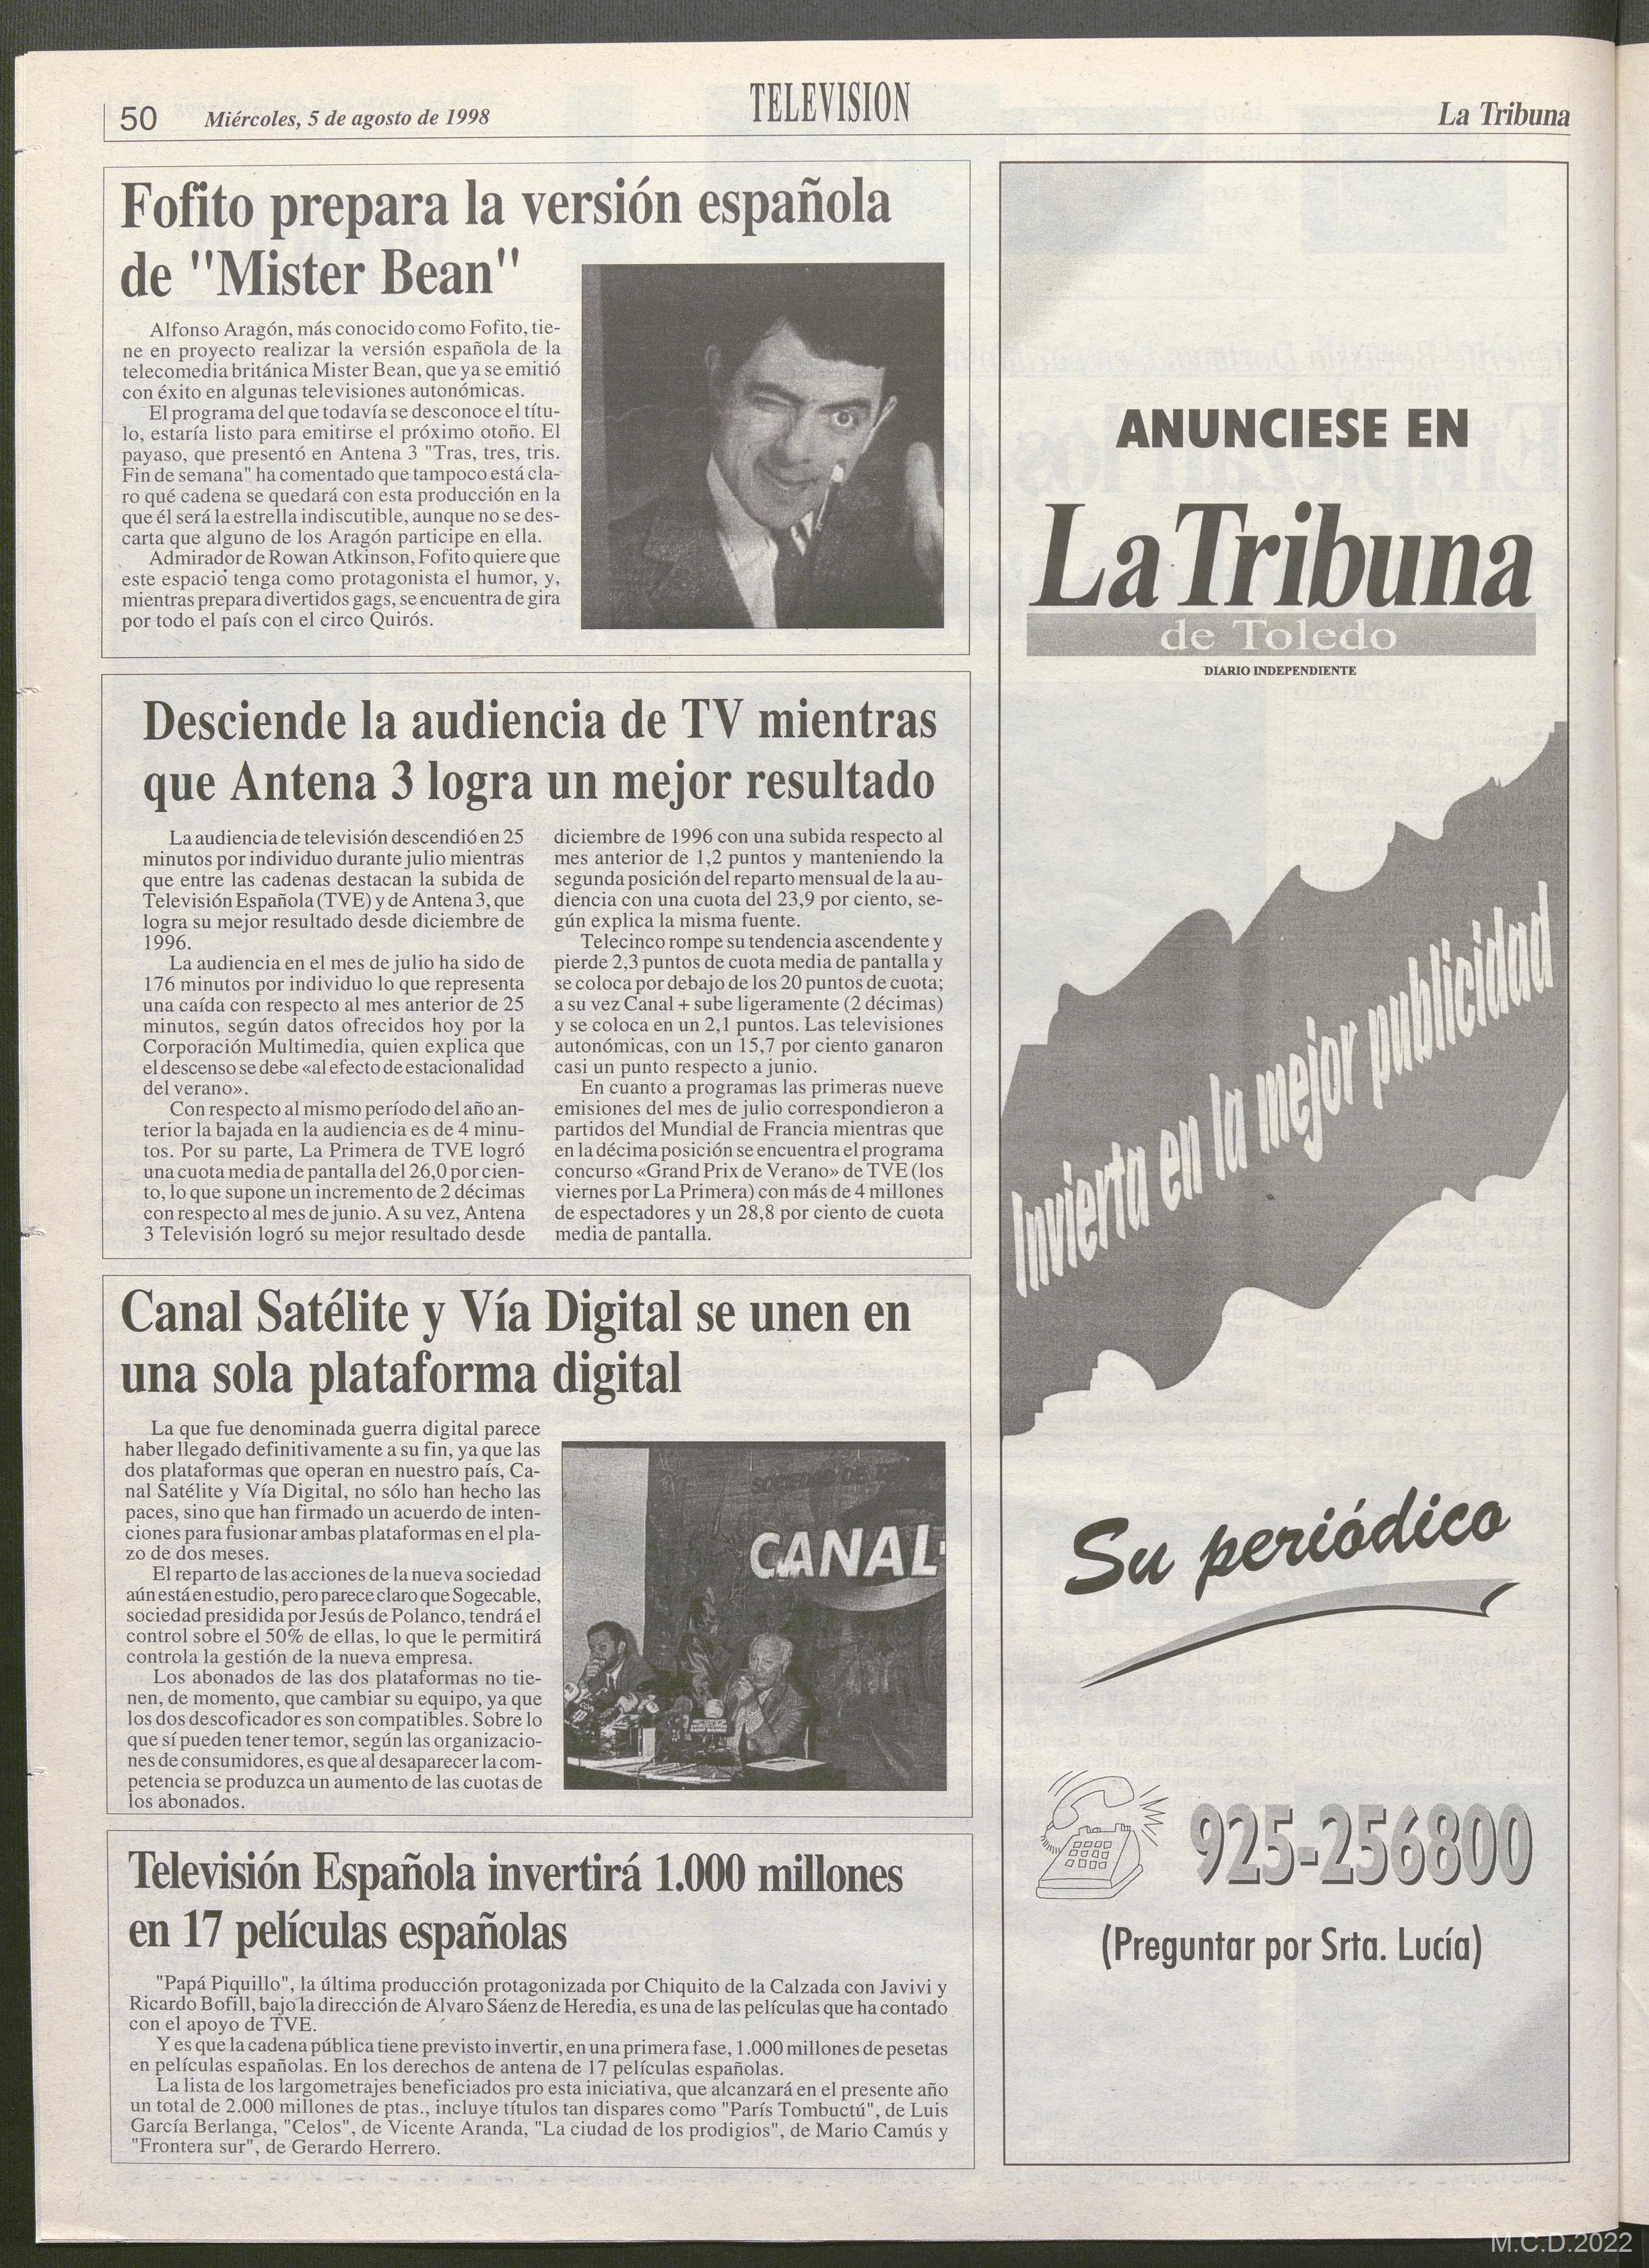 50
Miércoles, 5 de agosto de 1998
TELEVISION
La Tribuna
Fofito prepara la versión española
de "Mister Bean"
Alfonso Aragón, más conocido como Fofito, tie-
ne en proyecto realizar la versión española de la
telecomedia británica Mister Bean, que ya se emitió
con éxito en algunas televisiones autonómicas.
El programa del que todavía se desconoce el títu-
lo, estaría listo para emitirse el próximo otoño. El
payaso, que presentó en Antena 3 "Tras, tres, tris.
Fin de semana" ha comentado que tampoco está cla-
ro qué cadena se quedará con esta producción en la
que él será la estrella indiscutible, aunque no se des-
carta que alguno de los Aragón participe en ella.
Admirador de Rowan Atkinson, Fofito quiere que
este espacio tenga como protagonista el humor, y,
mientras prepara divertidos gags, se encuentra de gira
por todo el país con el circo Quirós.
Desciende la audiencia de TV mientras
que Antena 3 logra un mejor resultado
La audiencia de televisión descendió en 25
minutos por individuo durante julio mientras
que entre las cadenas destacan la subida de
Televisión Española (TVE) y de Antena 3, que
logra su mejor resultado desde diciembre de
1996.
La audiencia en el mes de julio ha sido de
176 minutos por individuo lo que representa
una caída con respecto al mes anterior de 25
minutos, según datos ofrecidos hoy por la
Corporación Multimedia, quien explica que
el descenso se debe «al efecto de estacionalidad
del verano».
Con respecto al mismo período del año an-
terior la bajada en la audiencia es de 4 minu-
tos. Por su parte, La Primera de TVE logró
una cuota media de pantalla del 26,0 por cien-
to, lo que supone un incremento de 2 décimas
con respecto al mes de junio. A su vez, Antena
3 Televisión logró su mejor resultado desde
diciembre de 1996 con una subida respecto al
mes anterior de 1,2 puntos y manteniendo la
segunda posición del reparto mensual de la au-
diencia con una cuota del 23,9 por ciento, se-
gún explica la misma fuente.
Telecinco rompe su tendencia ascendente y
pierde 2,3 puntos de cuota media de pantalla y
se coloca por debajo de los 20 puntos de cuota;
a su vez Canal + sube ligeramente (2 décimas)
y se coloca en un 2,1 puntos. Las televisiones
autonómicas, con un 15,7 por ciento ganaron
casi un punto respecto a junio.
En cuanto a programas las primeras nueve
emisiones del mes de julio correspondieron a
partidos del Mundial de Francia mientras que
en la décima posición se encuentra el programa
concurso «Grand Prix de Verano» de TVE (los
viernes por La Primera) con más de 4 millones
de espectadores y un 28,8 por ciento de cuota
media de pantalla.
Canal Satélite y Vía Digital se unen en
una sola plataforma digital
La que fue denominada guerra digital parece
haber llegado definitivamente a su fin, ya que las
dos plataformas que operan en nuestro país, Ca-
nal Satélite y Vía Digital, no sólo han hecho las
paces, sino que han firmado un acuerdo de inten-
ciones para fusionar ambas plataformas en el pla-
zo de dos meses.
El reparto de las acciones de la nueva sociedad
aún está en estudio, pero parece claro que Sogecable,
sociedad presidida por Jesús de Polanco, tendrá el
control sobre el 50% de ellas, lo que le permitirá
controla la gestión de la nueva empresa.
Los abonados de las dos plataformas no tie-
nen, de momento, que cambiar su equipo, ya que
los dos descoficadores son compatibles. Sobre lo
que sí pueden tener temor, según las organizacio-
nes de consumidores, es que al desaparecer la com-
petencia se produzca un aumento de las cuotas de
los abonados.
SOCIEDAD DE
CANAL+
Televisión Española invertirá 1.000 millones
en 17 películas españolas
"Papá Piquillo", la última producción protagonizada por Chiquito de la Calzada con Javivi y
Ricardo Bofill, bajo la dirección de Alvaro Sáenz de Heredia, es una de las películas que ha contado
con el apoyo de TVE.
Y es que la cadena pública tiene previsto invertir, en una primera fase, 1.000 millones de pesetas
en películas españolas. En los derechos de antena de 17 películas españolas.
La lista de los largometrajes beneficiados pro esta iniciativa, que alcanzará en el presente año
un total de 2.000 millones de ptas., incluye títulos tan dispares como "París Tombuctú", de Luis
García Berlanga, "Celos", de Vicente Aranda, "La ciudad de los prodigios", de Mario Camús y
"Frontera sur", de Gerardo Herrero.
ANUNCIESE EN
La Tribuna
de Toledo
DIARIO INDEPENDIENTE
Invierta en la mejor publicidad
Su periódico
925-256800
(Preguntar por Srta. Lucía)
M.C.D.2022